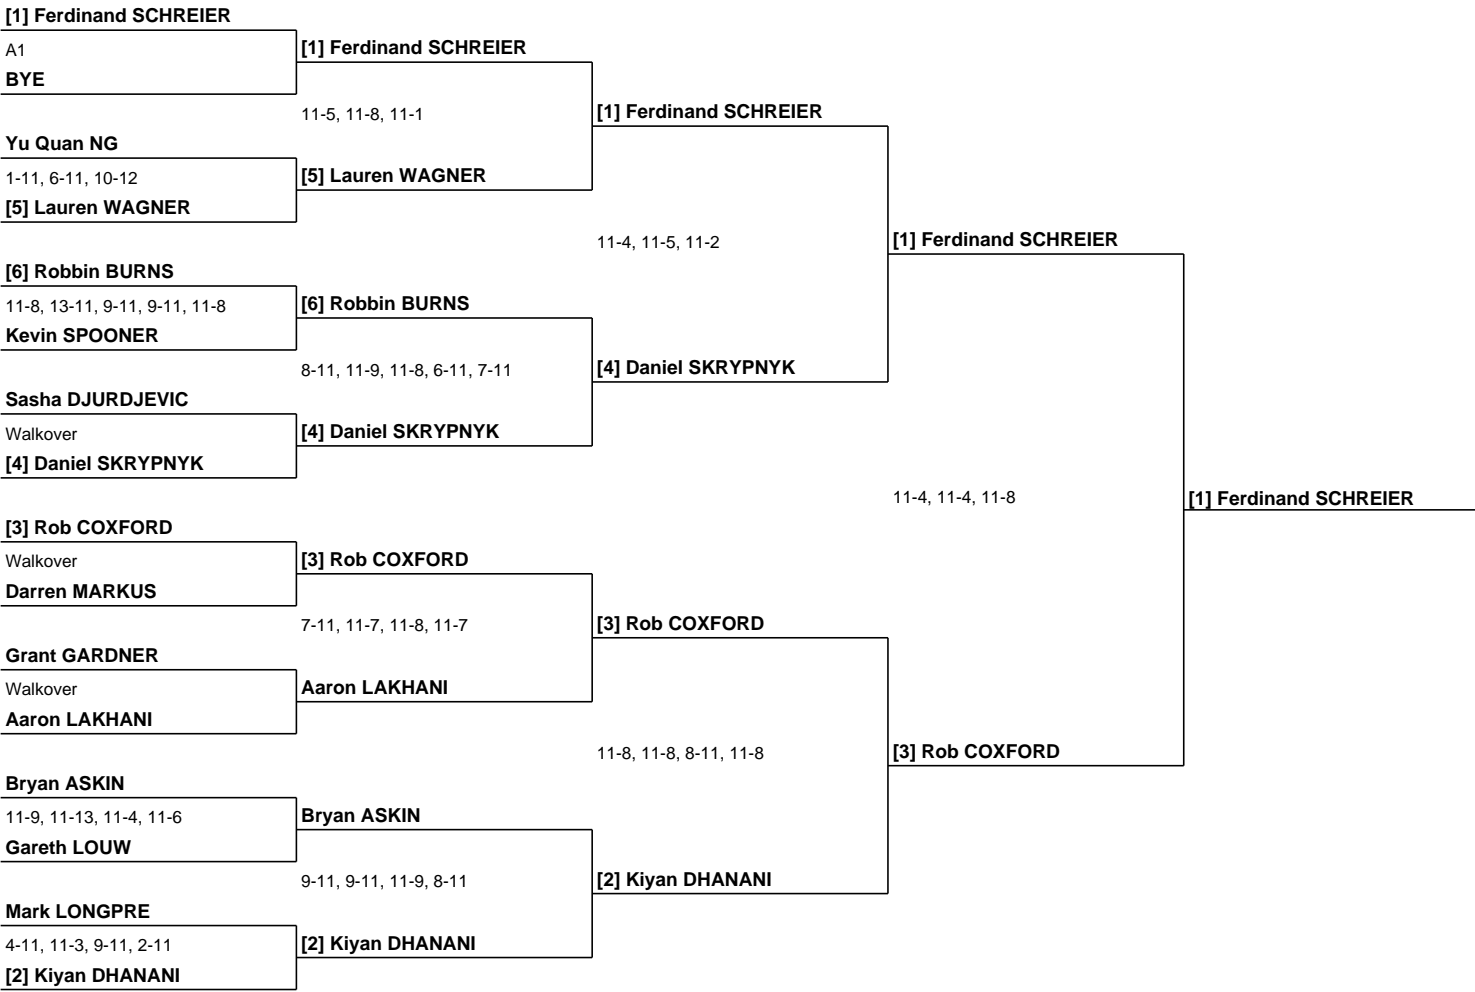 [1] Ferdinand SCHREIER
A1
BYE
Yu Quan NG
1-11, 6-11, 10-12
[5] Lauren WAGNER
[6] Robbin BURNS
11-8, 13-11, 9-11, 9-11, 11-8
Kevin SPOONER
Sasha DJURDJEVIC
Walkover
[4] Daniel SKRYPNYK
[3] Rob COXFORD
Walkover
Darren MARKUS
Grant GARDNER
Walkover
Aaron LAKHANI
Bryan ASKIN
11-9, 11-13, 11-4, 11-6
Gareth LOUW
Mark LONGPRE
4-11, 11-3, 9-11, 2-11
[2] Kiyan DHANANI
[1] Ferdinand SCHREIER
11-5, 11-8, 11-1
[5] Lauren WAGNER
[6] Robbin BURNS
8-11, 11-9, 11-8, 6-11, 7-11
[4] Daniel SKRYPNYK
[3] Rob COXFORD
7-11, 11-7, 11-8, 11-7
Aaron LAKHANI
Bryan ASKIN
9-11, 9-11, 11-9, 8-11
[2] Kiyan DHANANI
[1] Ferdinand SCHREIER
11-4, 11-5, 11-2
[4] Daniel SKRYPNYK
[3] Rob COXFORD
11-8, 11-8, 8-11, 11-8
[2] Kiyan DHANANI
[1] Ferdinand SCHREIER
11-4, 11-4, 11-8
[3] Rob COXFORD
[1] Ferdinand SCHREIER